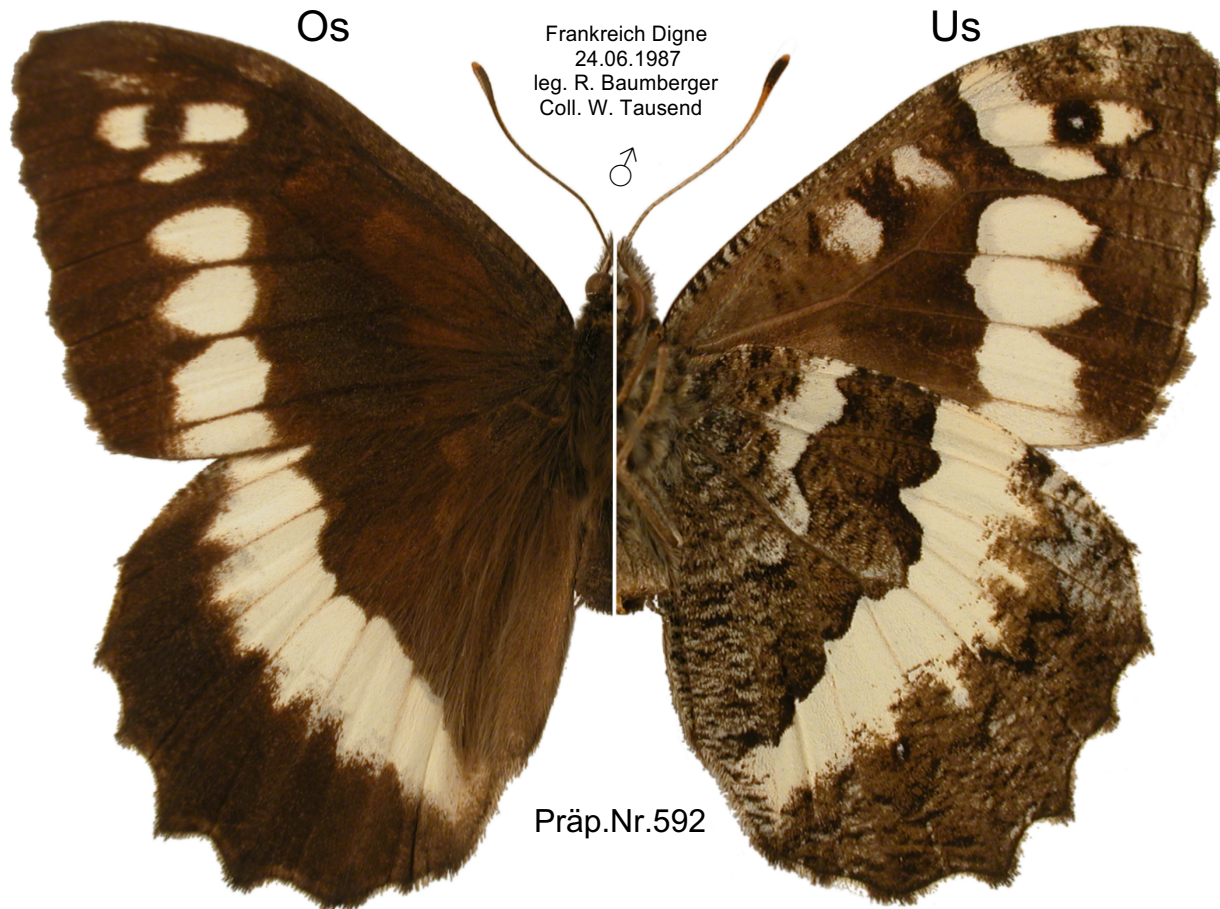 Os
Frankreich Digne
24.06.1987
leg. R. Baumberger
Coll. W. Tausend
♂
Us
Präp.Nr.592